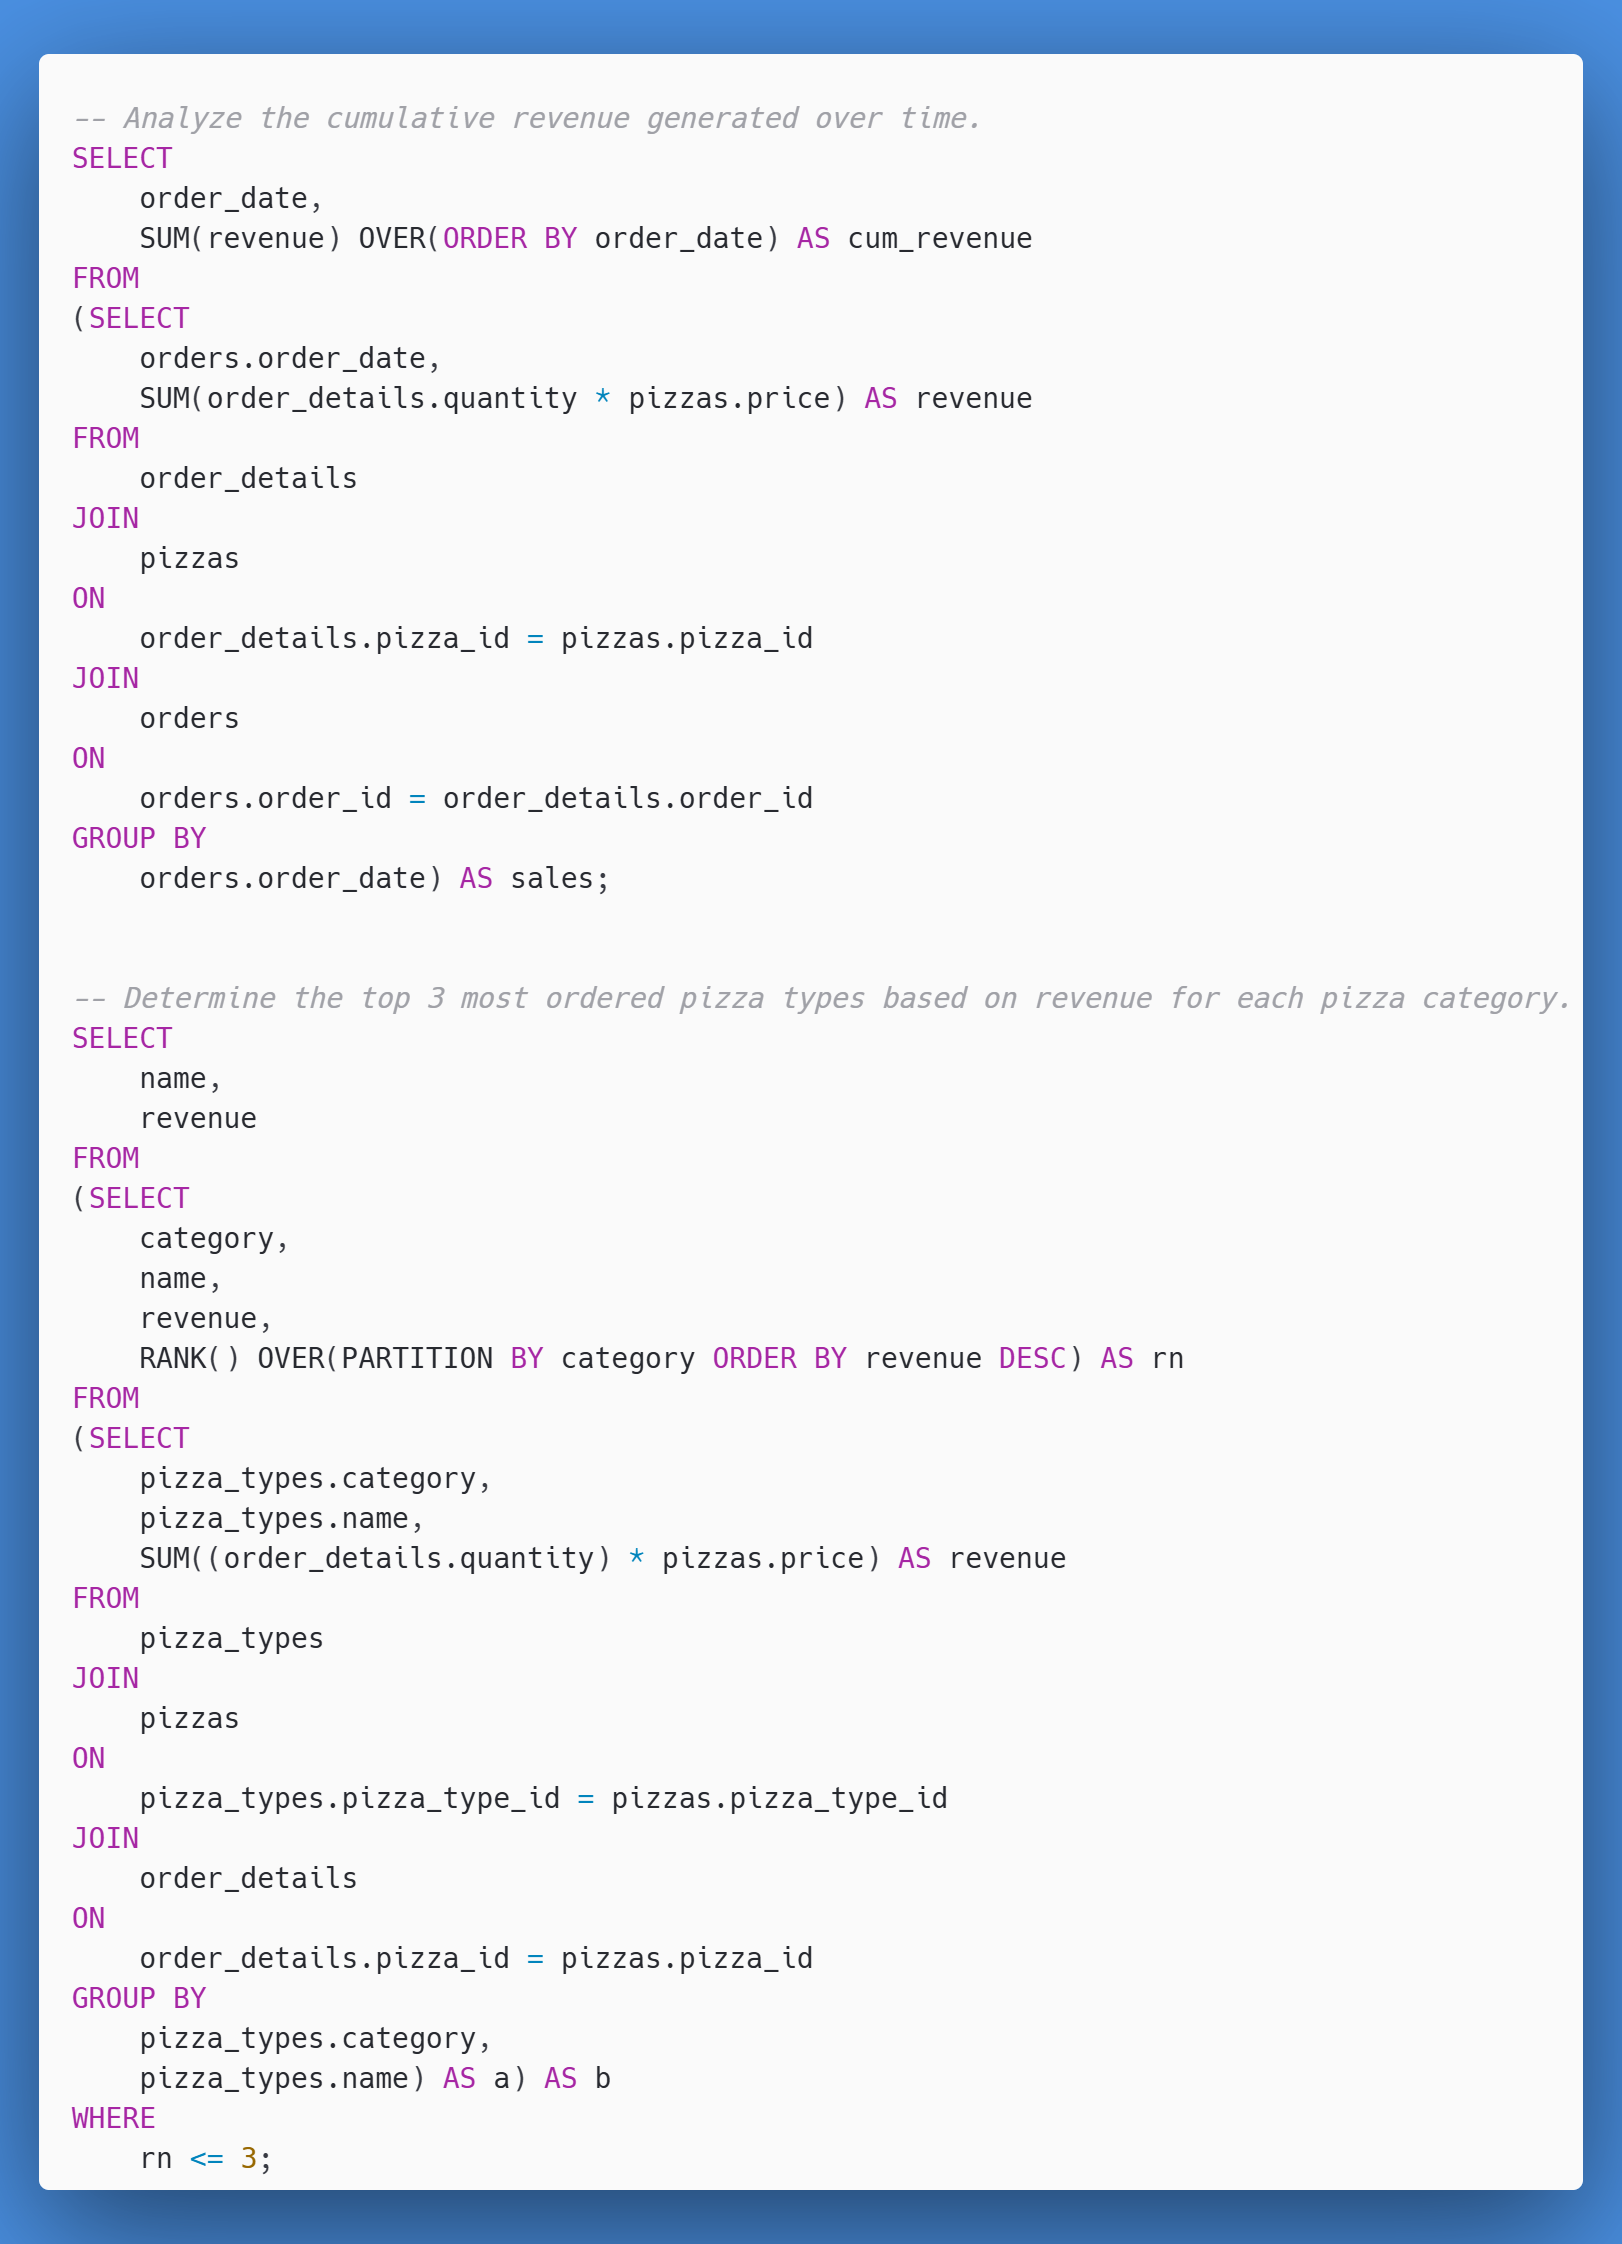 -- Analyze the cumulative revenue generated over time.
SELECT
    order_date,
    SUM(revenue) OVER(ORDER BY order_date) AS cum_revenue
FROM
(SELECT
    orders.order_date,
    SUM(order_details.quantity * pizzas.price) AS revenue
FROM
    order_details
JOIN
    pizzas
ON
    order_details.pizza_id = pizzas.pizza_id
JOIN
    orders
ON
    orders.order_id = order_details.order_id
GROUP BY
    orders.order_date) AS sales;


-- Determine the top 3 most ordered pizza types based on revenue for each pizza category.
SELECT
    name,
    revenue
FROM
(SELECT
    category,
    name,
    revenue,
    RANK() OVER(PARTITION BY category ORDER BY revenue DESC) AS rn
FROM
(SELECT
    pizza_types.category,
    pizza_types.name,
    SUM((order_details.quantity) * pizzas.price) AS revenue
FROM
    pizza_types
JOIN
    pizzas
ON
    pizza_types.pizza_type_id = pizzas.pizza_type_id
JOIN
    order_details
ON
    order_details.pizza_id = pizzas.pizza_id
GROUP BY
    pizza_types.category,
    pizza_types.name) AS a) AS b
WHERE
    rn <= 3;